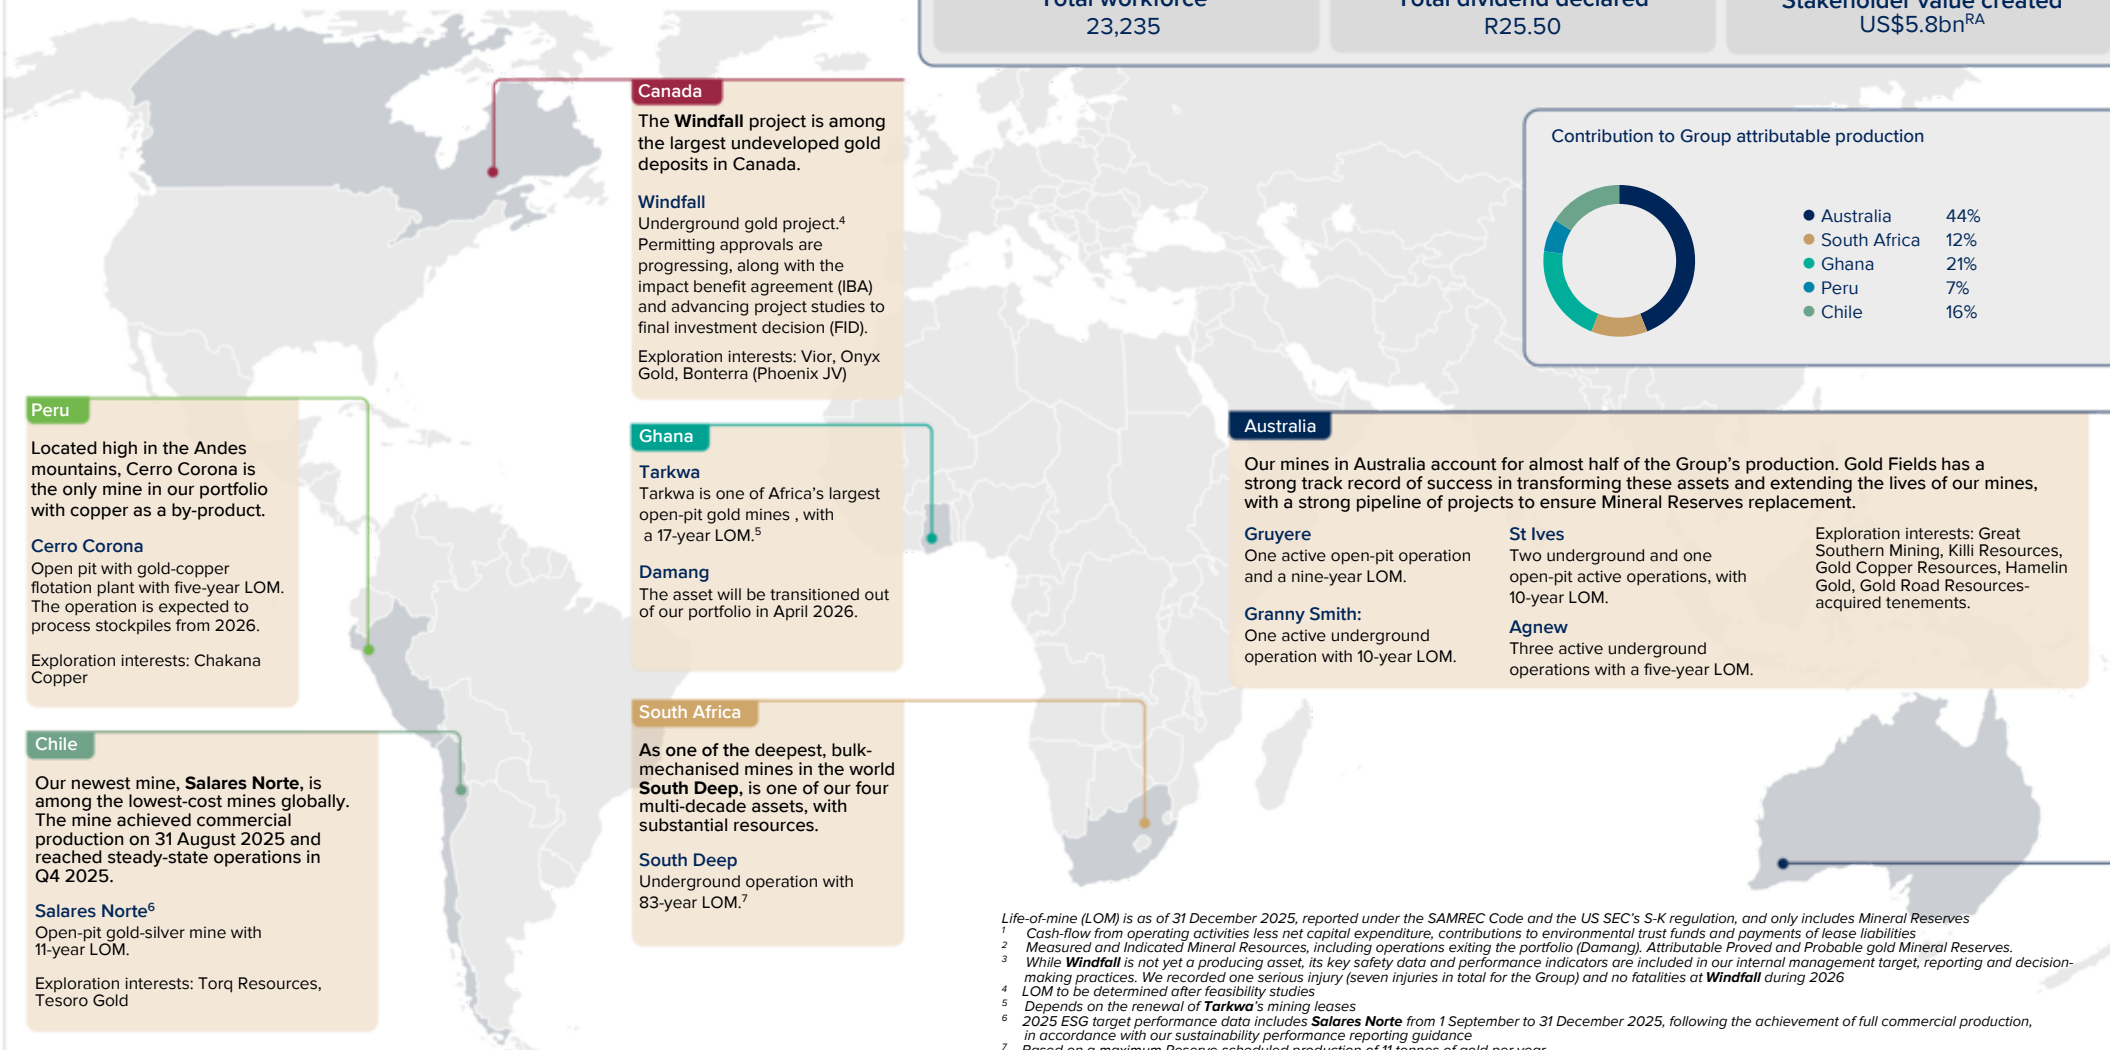 Total workforce
23,235
Total dividend declared
R25.50
Stakeholder value created
US$5.8bnRA
Canada
The Windfall project is among
the largest undeveloped gold
deposits in Canada.
Windfall
Underground gold project.4
Permitting approvals are
progressing, along with the
impact benefit agreement (IBA)
and advancing project studies to
final investment decision (FID).
Exploration interests: Vior, Onyx
Gold, Bonterra (Phoenix JV)
Contribution to Group attributable production
Australia 44%
South Africa 12%
Ghana 21%
Peru 7%
Chile 16%
Peru
Located high in the Andes
mountains, Cerro Corona is
the only mine in our portfolio
with copper as a by-product.
Cerro Corona
Open pit with gold-copper
flotation plant with five-year LOM.
The operation is expected to
process stockpiles from 2026.
Exploration interests: Chakana
Copper
Ghana
Tarkwa
Tarkwa is one of Africa's largest
open-pit gold mines , with
a 17-year LOM.5
Damang
The asset will be transitioned out
of our portfolio in April 2026.
Australia
Our mines in Australia account for almost half of the Group's production. Gold Fields has a
strong track record of success in transforming these assets and extending the lives of our mines,
with a strong pipeline of projects to ensure Mineral Reserves replacement.
Gruyere
One active open-pit operation
and a nine-year LOM.
Granny Smith:
One active underground
operation with 10-year LOM.
St Ives
Two underground and one
open-pit active operations, with
10-year LOM.
Agnew
Three active underground
operations with a five-year LOM.
Exploration interests: Great
Southern Mining, Killi Resources,
Gold Copper Resources, Hamelin
Gold, Gold Road Resources-
acquired tenements.
Chile
Our newest mine, Salares Norte, is
among the lowest-cost mines globally.
The mine achieved commercial
production on 31 August 2025 and
reached steady-state operations in
Q4 2025.
Salares Norte6
Open-pit gold-silver mine with
11-year LOM.
Exploration interests: Torq Resources,
Tesoro Gold
South Africa
As one of the deepest, bulk-
mechanised mines in the world
South Deep, is one of our four
multi-decade assets, with
substantial resources.
South Deep
Underground operation with
83-year LOM.7
Life-of-mine (LOM) is as of 31 December 2025, reported under the SAMREC Code and the US SEC's S-K regulation, and only includes Mineral Reserves
1 Cash-flow from operating activities less net capital expenditure, contributions to environmental trust funds and payments of lease liabilities
2 Measured and Indicated Mineral Resources, including operations exiting the portfolio (Damang). Attributable Proved and Probable gold Mineral Reserves.
3 While Windfall is not yet a producing asset, its key safety data and performance indicators are included in our internal management target, reporting and decision-
making practices. We recorded one serious injury (seven injuries in total for the Group) and no fatalities at Windfall during 2026
4 LOM to be determined after feasibility studies
5 Depends on the renewal of Tarkwa's mining leases
6 2025 ESG target performance data includes Salares Norte from 1 September to 31 December 2025, following the achievement of full commercial production,
in accordance with our sustainability performance reporting guidance
7 Based on a maximum Reserve scheduled production of 11 tonnes of gold per year